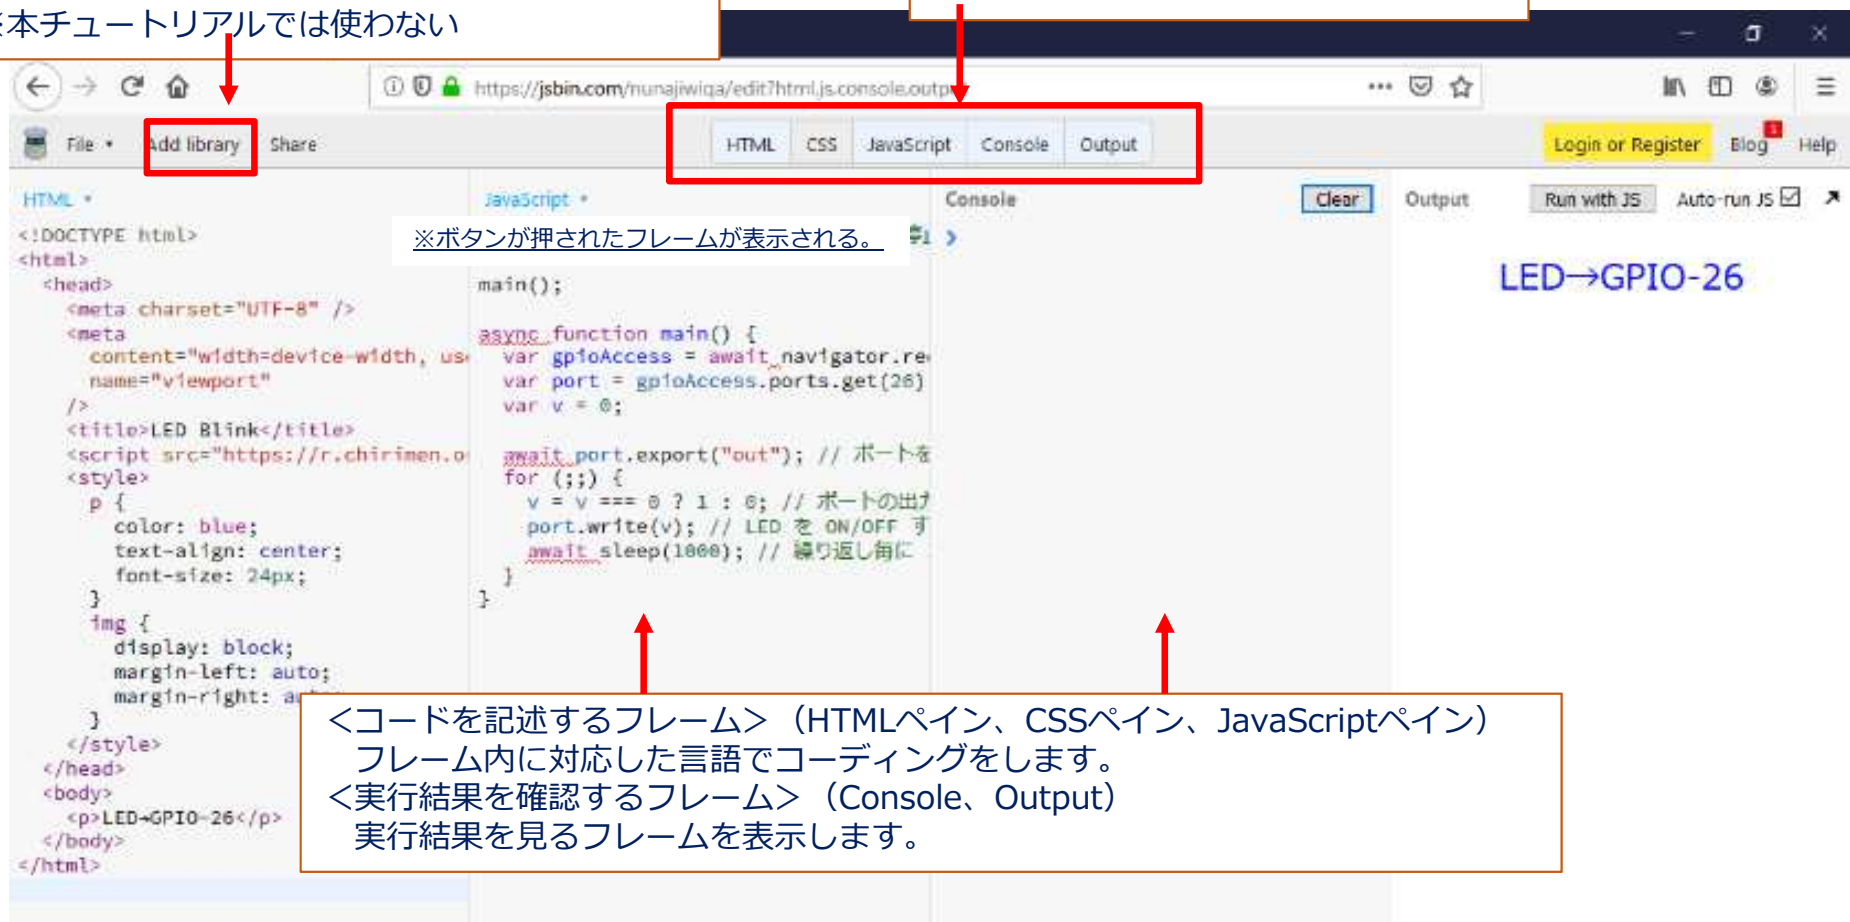 ※本チュートリアルでは使わない
https://jsbin.com/nunajiwiqa/edit?html,js,console,outp
File
Add library
Share
HTML
CSS
JavaScript
Console
Output
Login or Register
Blog
Help
HTML
<!DOCTYPE html>
<html>
<head>
<meta charset="UTF-8" />
<meta
content="width=device-width, us
name="viewport"
/>
<title>LED Blink</title>
<script src="https://r.chirimen.o
<style>
p {
color: blue;
text-align: center;
font-size: 24px;
}
img {
display: block;
margin-left: auto;
margin-right: au
}
</style>
</head>
<body>
<p>LED→GPIO-26</p>
</body>
</html>
JavaScript
※ボタンが押されたフレームが表示される。
main();
async function main() {
var gpioAccess = await navigator.re
var port = gpioAccess.ports.get(26)
var v = 0;
await port.export("out"); // ポートを
for (;;) {
v = v === 0 ? 1 : 0; // ポートの出力
port.write(v); // LED を ON/OFF す
await sleep(1000); // 繰り返し毎に
}
}
Console
Clear
Output
Run with JS
Auto-run JS
LED→GPIO-26
<コードを記述するフレーム>（HTMLペイン、CSSペイン、JavaScriptペイン）
フレーム内に対応した言語でコーディングをします。
<実行結果を確認するフレーム>（Console、Output）
実行結果を見るフレームを表示します。